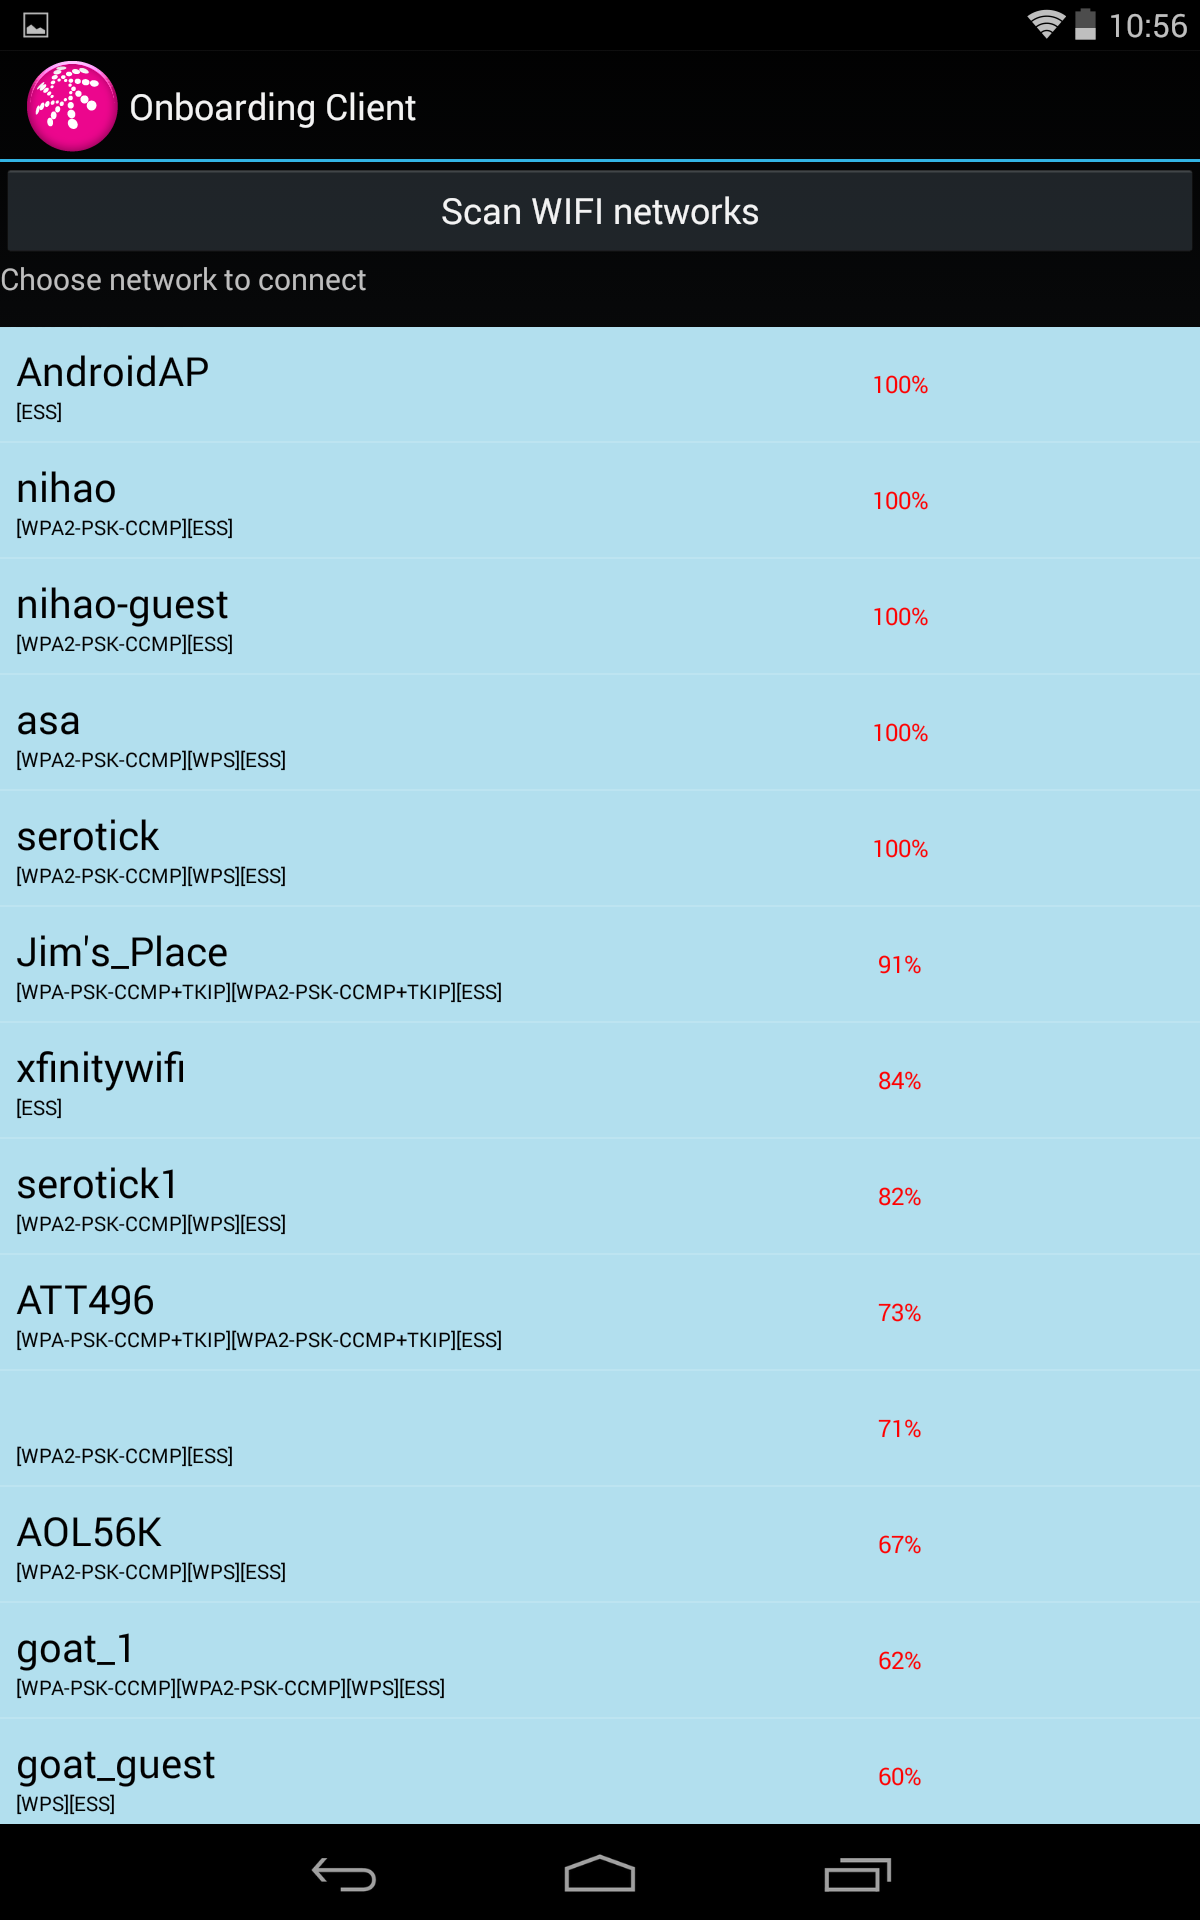 10:56
Onboarding Client
Scan WIFI networks
Choose network to connect
AndroidAP
100%
[ESS]
nihao
100%
[WPA2-PSK-CCMP][ESS]
nihao-guest
100%
[WPA2-PSK-CCMP][ESS]
asa
100%
[WPA2-PSK-CCMP][WPS][ESS]
serotick
100%
[WPA2-PSK-CCMP][WPS][ESS]
Jim's_Place
91%
[WPA-PSK-CCMP+TKIP][WPA2-PSK-CCMP+TKIP][ESS]
xfinitywifi
84%
[ESS]
serotick1
82%
[WPA2-PSK-CCMP][WPS][ESS]
ATT496
73%
[WPA-PSK-CCMP+TKIP][WPA2-PSK-CCMP+TKIP][ESS]
71%
[WPA2-PSK-CCMP][ESS]
AOL56K
67%
[WPA2-PSK-CCMP][WPS][ESS]
goat_1
62%
[WPA-PSK-CCMP][WPA2-PSK-CCMP][WPS][ESS]
goat_guest
60%
[WPS][ESS]